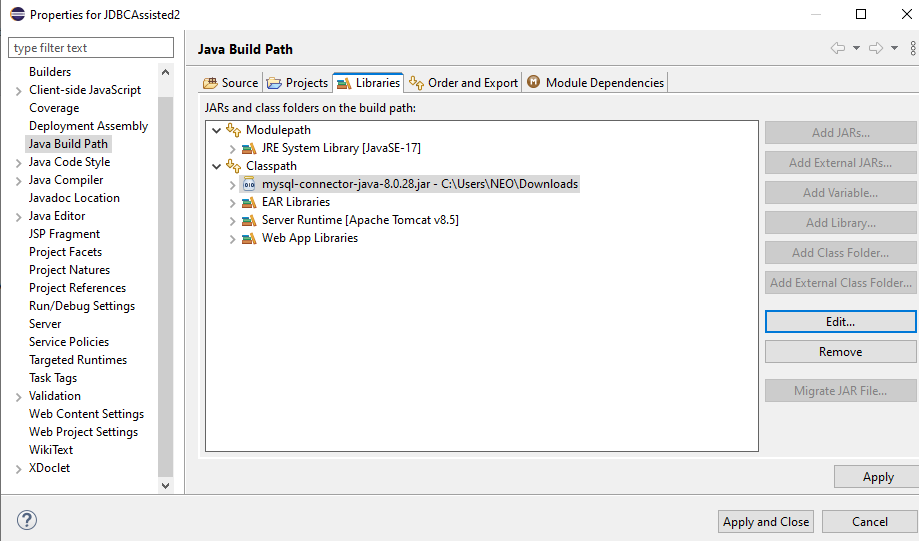 Properties for JDBCAssisted2
type filter text
Builders
Client-side JavaScript
Coverage
Deployment Assembly
Java Build Path
Java Code Style
Java Compiler
Javadoc Location
Java Editor
JSP Fragment
Project Facets
Project Natures
Project References
Run/Debug Settings
Server
Service Policies
Targeted Runtimes
Task Tags
Validation
Web Content Settings
Web Project Settings
WikiText
XDoclet
Java Build Path
Source Projects Libraries Order and Export Module Dependencies
JARs and class folders on the build path:
Modulepath
JRE System Library [JavaSE-17]
Classpath
mysql-connector-java-8.0.28.jar - C:\Users\NEO\Downloads
EAR Libraries
Server Runtime [Apache Tomcat v8.5]
Web App Libraries
Add JARs...
Add External JARs...
Add Variable...
Add Library...
Add Class Folder...
Add External Class Folder...
Edit...
Remove
Migrate JAR File...
Apply
Apply and Close Cancel